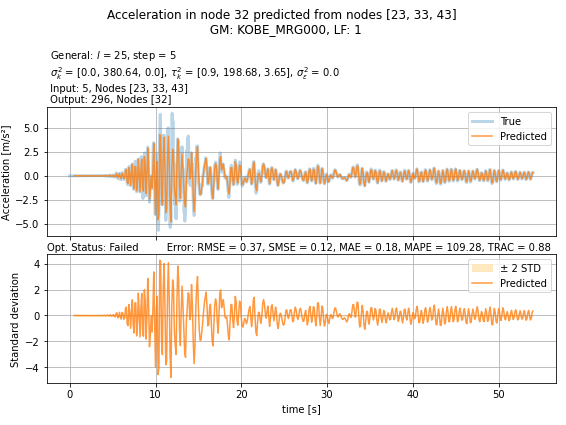 Acceleration in node 32 predicted from nodes [23, 33, 43]
GM: KOBE_MRG000, LF: 1
General: l = 25, step = 5
σ²ₖ = [0.0, 380.64, 0.0], τ²ₖ = [0.9, 198.68, 3.65], σ²ε = 0.0
Input: 5, Nodes [23, 33, 43]
Output: 296, Nodes [32]
Acceleration [m/s²]
5.0
2.5
0.0
−2.5
−5.0
True
Predicted
Opt. Status: Failed
Error: RMSE = 0.37, SMSE = 0.12, MAE = 0.18, MAPE = 109.28, TRAC = 0.88
Standard deviation
4
2
0
−2
−4
± 2 STD
Predicted
0 10 20 30 40 50
time [s]